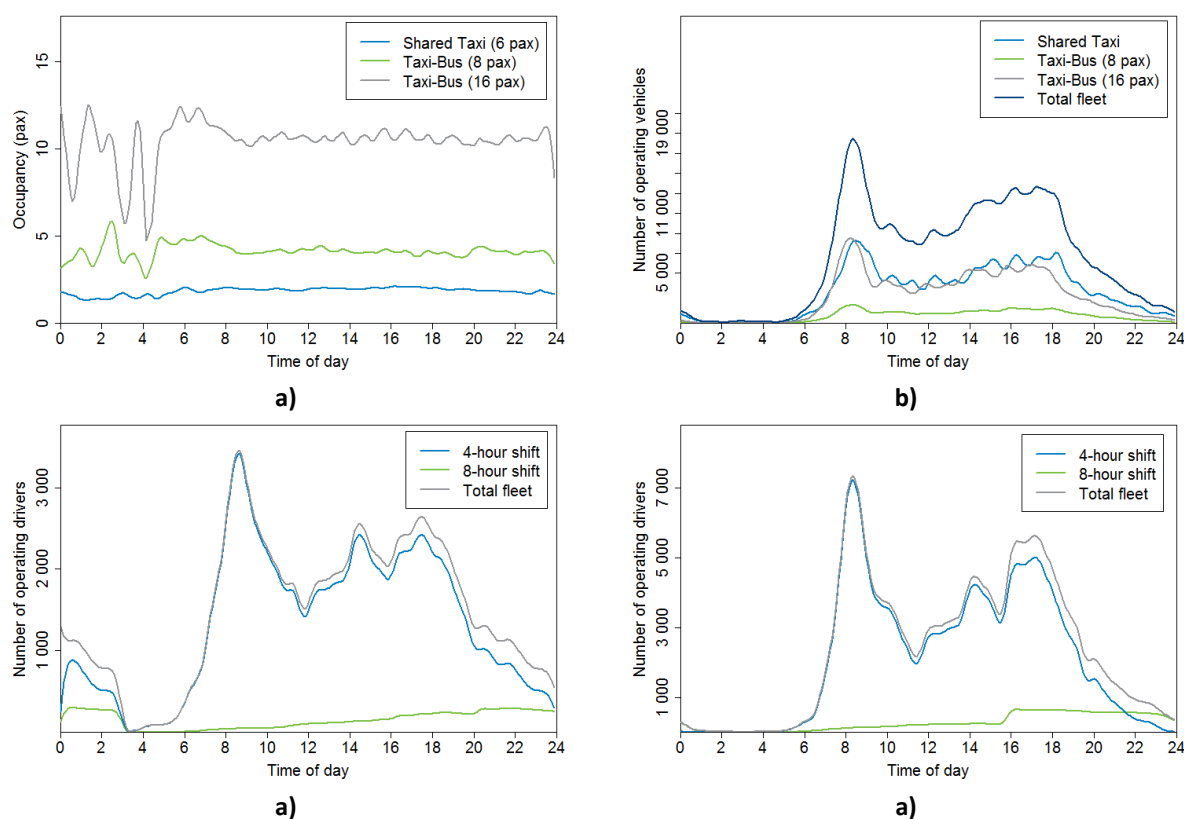 Shared Taxi (6 pax)
Taxi-Bus (8 pax)
Taxi-Bus (16 pax)
Occupancy (pax)
0 5 10 15
0 2 4 6 8 10 12 14 16 18 20 22 24
Time of day
a)
Shared Taxi
Taxi-Bus (8 pax)
Taxi-Bus (16 pax)
Total fleet
Number of operating vehicles
5 000 11 000 19 000
0 2 4 6 8 10 12 14 16 18 20 22 24
Time of day
b)
4-hour shift
8-hour shift
Total fleet
Number of operating drivers
1 000 2 000 3 000
0 2 4 6 8 10 12 14 16 18 20 22 24
Time of day
a)
4-hour shift
8-hour shift
Total fleet
Number of operating drivers
1 000 3 000 5 000 7 000
0 2 4 6 8 10 12 14 16 18 20 22 24
Time of day
a)